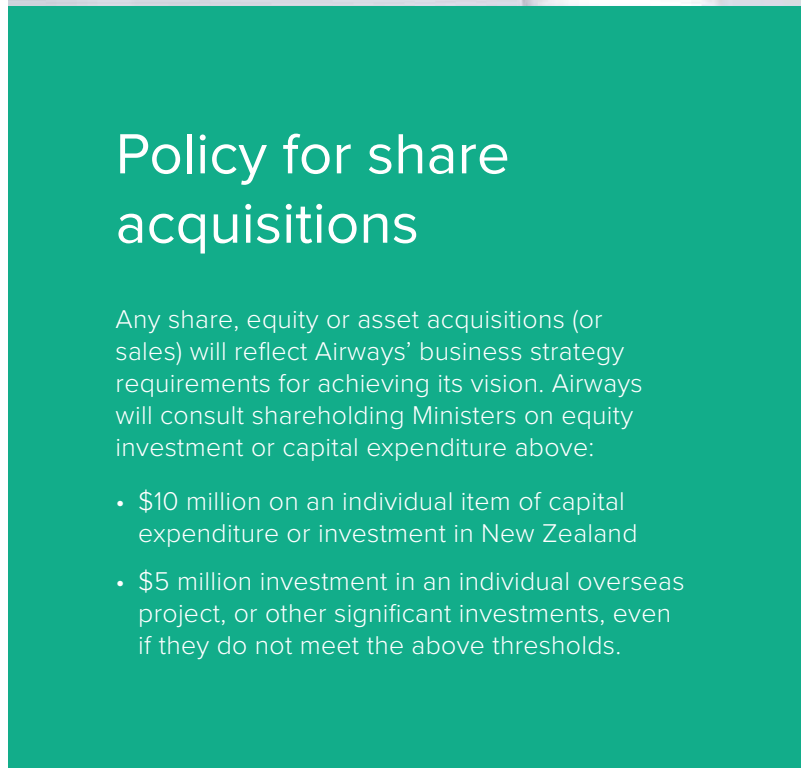 Policy for share
acquisitions
Any share, equity or asset acquisitions (or
sales) will reflect Airways’ business strategy
requirements for achieving its vision. Airways
will consult shareholding Ministers on equity
investment or capital expenditure above:
• $10 million on an individual item of capital
expenditure or investment in New Zealand
• $5 million investment in an individual overseas
project, or other significant investments, even
if they do not meet the above thresholds.